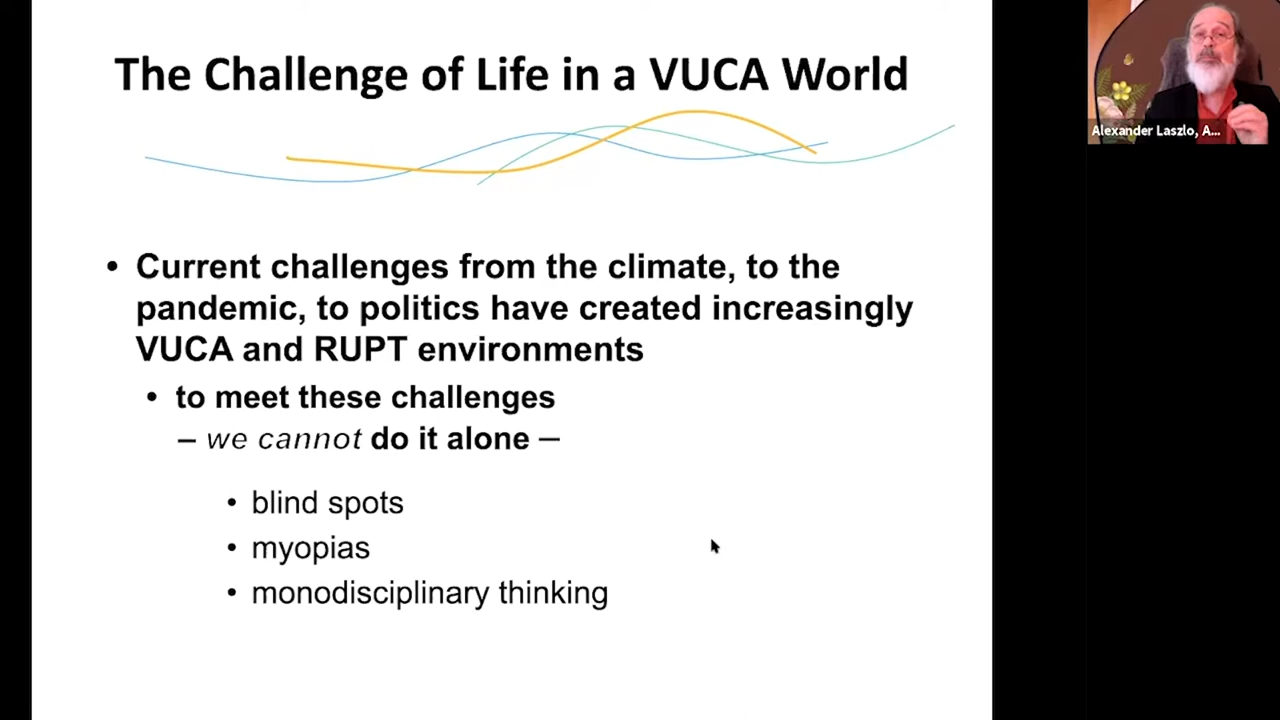 The Challenge of Life in a VUCA World
• Current challenges from the climate, to the
pandemic, to politics have created increasingly
VUCA and RUPT environments
• to meet these challenges
– we cannot do it alone –
• blind spots
• myopias
• monodisciplinary thinking
Alexander Laszlo, A...